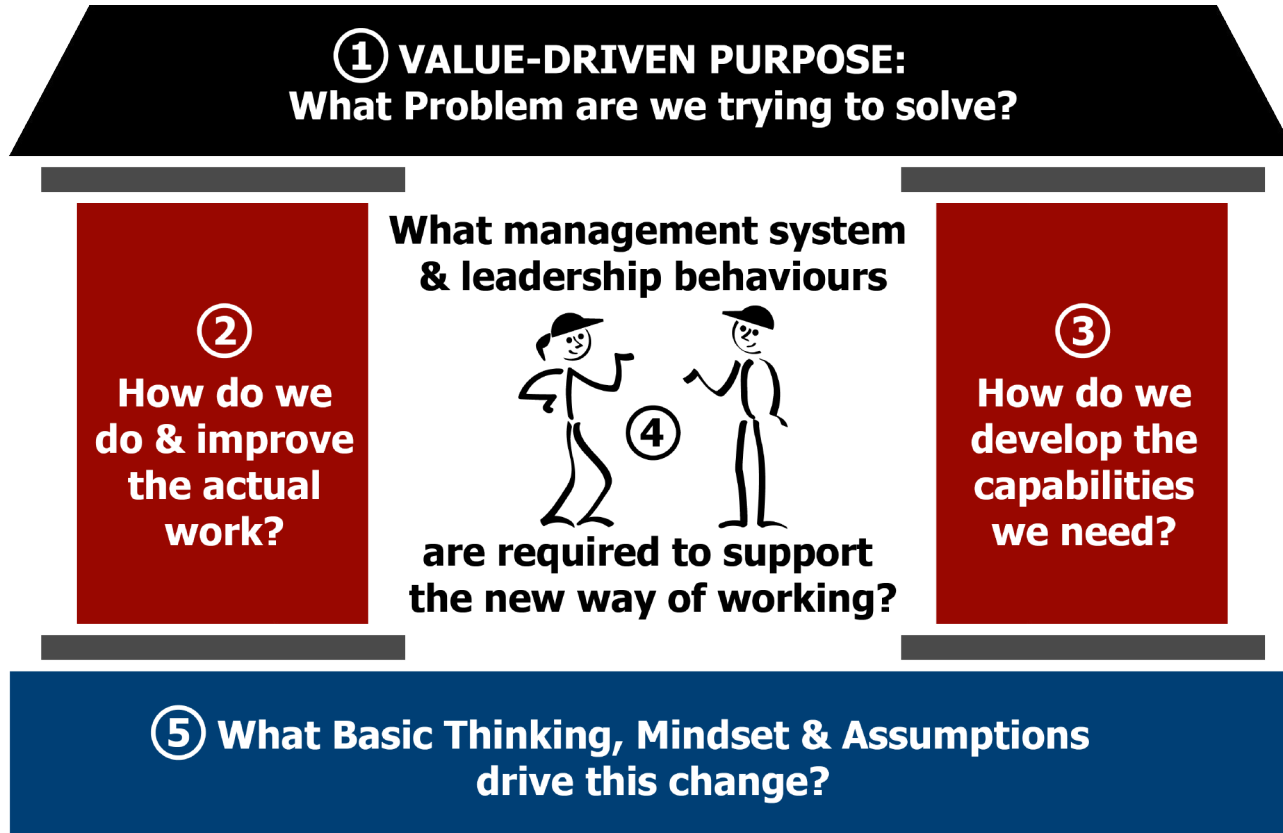 ① VALUE-DRIVEN PURPOSE:
What Problem are we trying to solve?
②
How do we
do & improve
the actual
work?
③
How do we
develop the
capabilities
we need?
What management system
& leadership behaviours
④
are required to support
the new way of working?
⑤ What Basic Thinking, Mindset & Assumptions
drive this change?